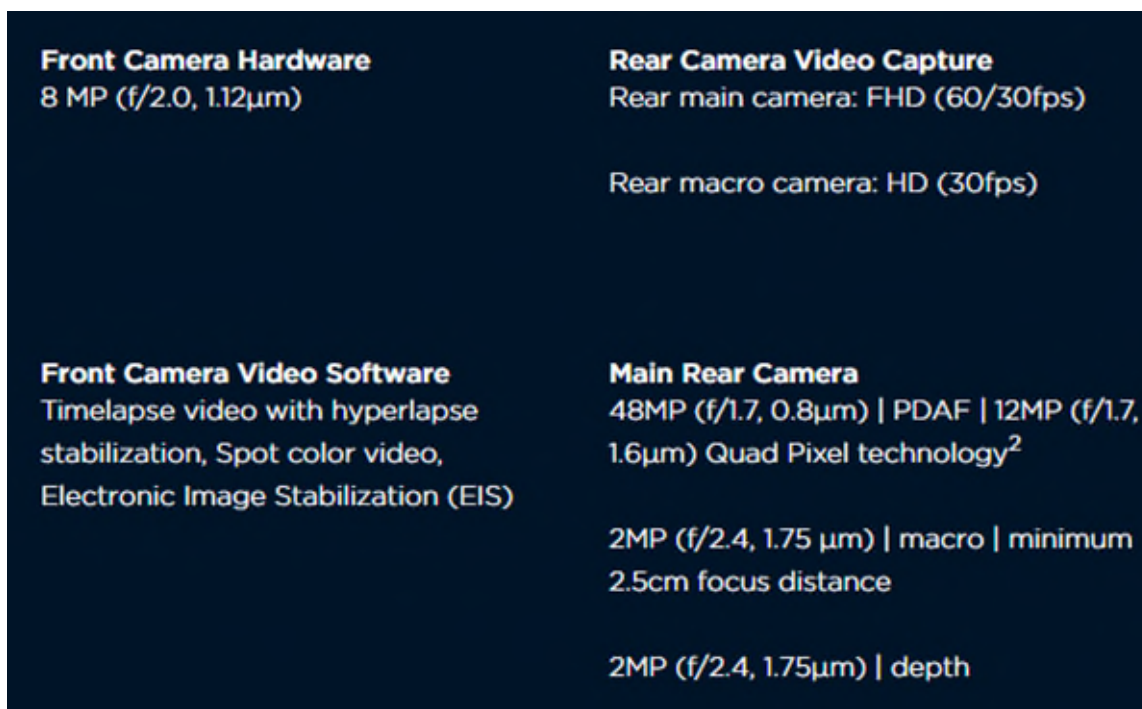 Front Camera Hardware
8 MP (f/2.0, 1.12μm)
Rear Camera Video Capture
Rear main camera: FHD (60/30fps)
Rear macro camera: HD (30fps)
Front Camera Video Software
Timelapse video with hyperlapse
stabilization, Spot color video,
Electronic Image Stabilization (EIS)
Main Rear Camera
48MP (f/1.7, 0.8μm) | PDAF | 12MP (f/1.7,
1.6μm) Quad Pixel technology²
2MP (f/2.4, 1.75 μm) | macro | minimum
2.5cm focus distance
2MP (f/2.4, 1.75μm) | depth